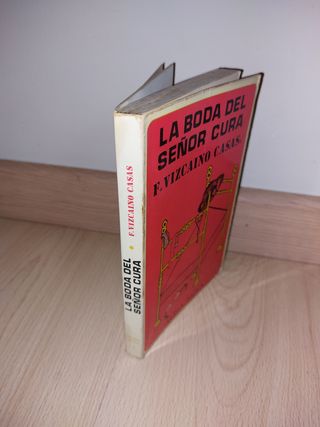 LA BODA DEL
SEÑOR CURA
F. VIZCAINO CASAS
F. VIZCAINO CASAS
LA BODA DEL
SEÑOR CURA